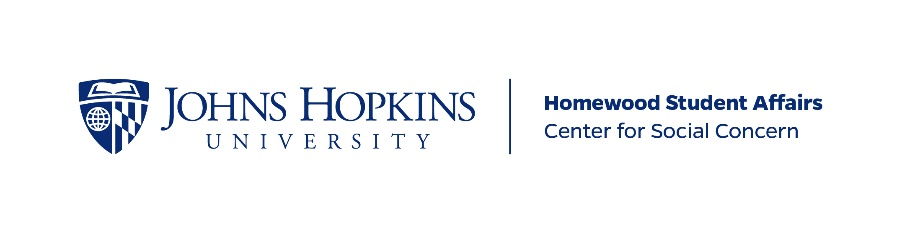 JOHNS HOPKINS
UNIVERSITY
Homewood Student Affairs
Center for Social Concern